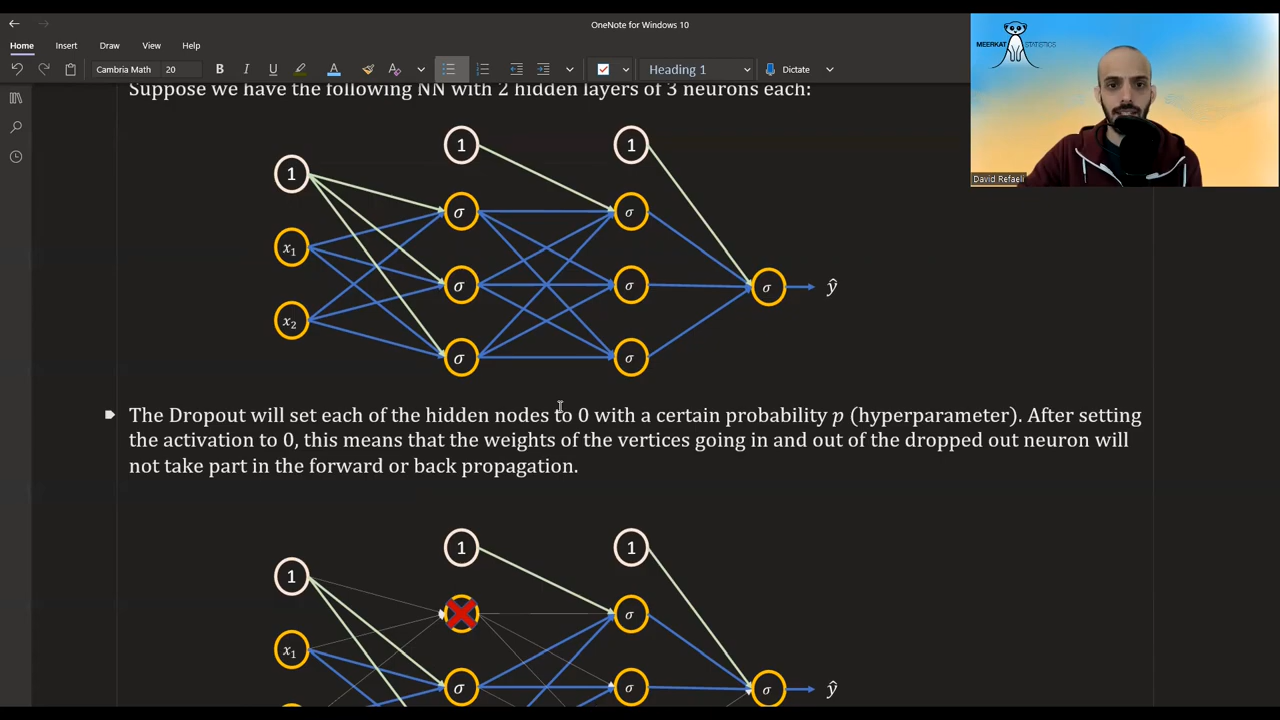 OneNote for Windows 10
Home Insert Draw View Help
Cambria Math 20 B I U A A Heading 1 Dictate
MEERKAT STATISTICS
David Refaeli
Suppose we have the following NN with 2 hidden layers of 3 neurons each:
1 1
1
σ σ
x₁
σ σ σ ŷ
x₂
σ σ
The Dropout will set each of the hidden nodes to 0 with a certain probability p (hyperparameter). After setting
the activation to 0, this means that the weights of the vertices going in and out of the dropped out neuron will
not take part in the forward or back propagation.
1 1
1
σ
x₁
σ σ σ ŷ